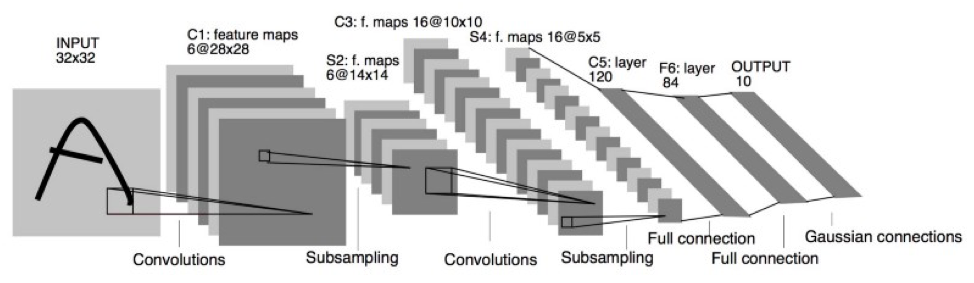 INPUT
32x32
C1: feature maps
6@28x28
S2: f. maps
6@14x14
C3: f. maps 16@10x10
S4: f. maps 16@5x5
C5: layer
120
F6: layer
84
OUTPUT
10
Convolutions
Subsampling
Convolutions
Subsampling
Full connection
Full connection
Gaussian connections